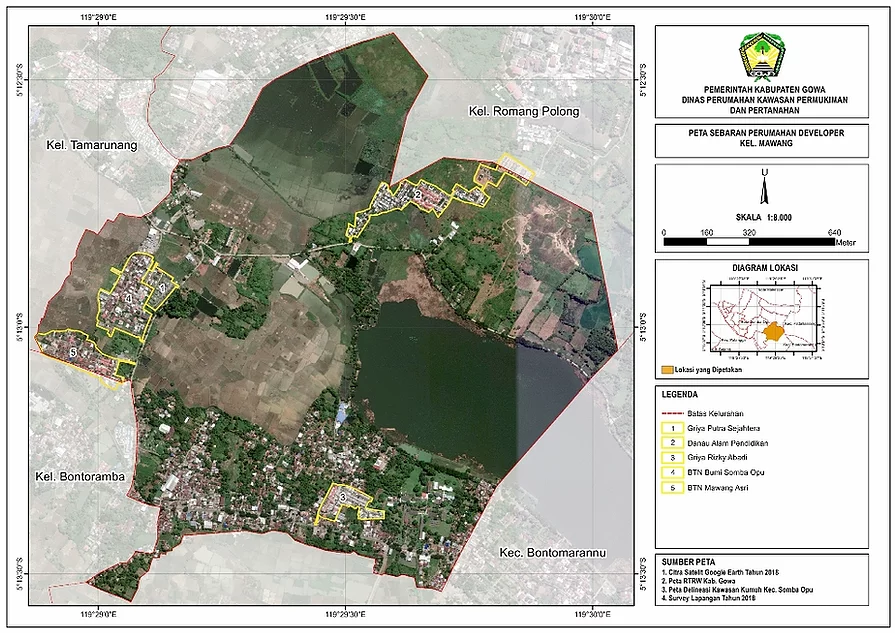 119°29'0"E 119°29'30"E 119°30'0"E
5°12'30"S 5°12'30"S
Kel. Romang Polong
Kel. Tamarunang
2
1
4
5°13'0"S 5°13'0"S
5
Kel. Bontoramba
3
Kec. Bontomarannu
5°13'30"S 5°13'30"S
119°29'0"E 119°29'30"E 119°30'0"E
PEMERINTAH KABUPATEN GOWA
DINAS PERUMAHAN KAWASAN PERMUKIMAN
DAN PERTANAHAN
PETA SEBARAN PERUMAHAN DEVELOPER
KEL. MAWANG
U
SKALA 1:8.000
0 160 320 640
Meter
DIAGRAM LOKASI
Lokasi yang Dipetakan
LEGENDA
Batas Kelurahan
1 Griya Putra Sejahtera
2 Danau Alam Pendidikan
3 Griya Rizky Abadi
4 BTN Bumi Somba Opu
5 BTN Mawang Asri
SUMBER PETA
1. Citra Satelit Google Earth Tahun 2018
2. Peta RTRW Kab. Gowa
3. Peta Delineasi Kawasan Kumuh Kec. Somba Opu
4. Survey Lapangan Tahun 2018